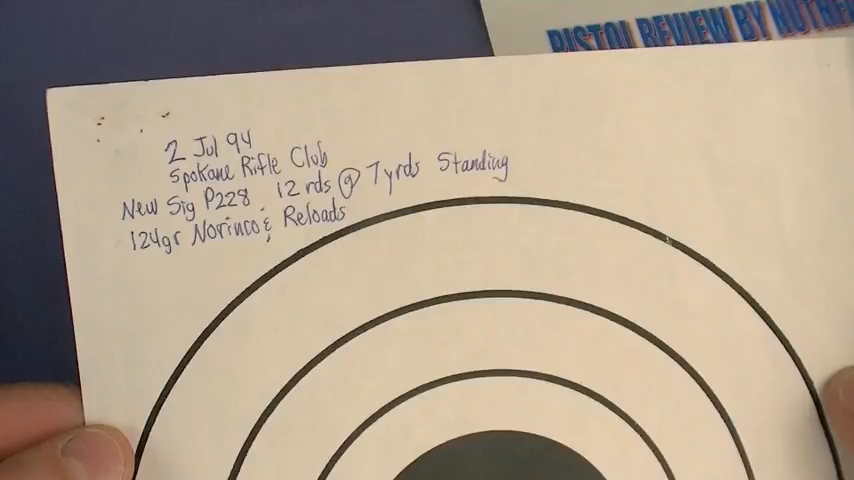 PISTOL REVIEW BY NUTN
2 Jul 94
Spokane Rifle Club
New Sig P228. 12 rds @ 7yrds Standing
124gr Norinco & Reloads